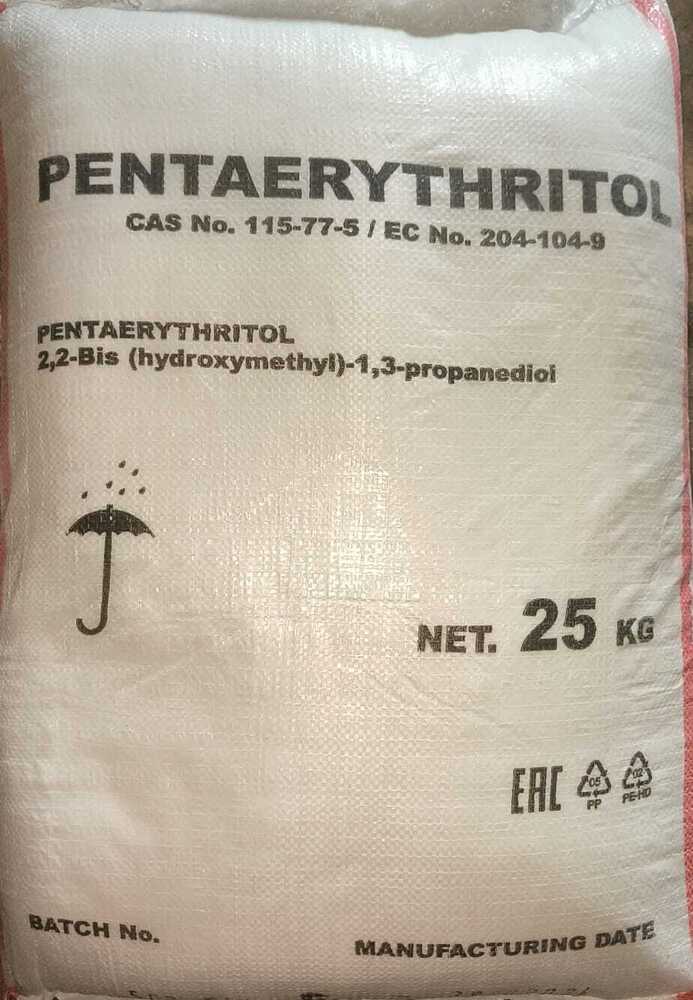 PENTAERYTHRITOL
CAS No. 115-77-5 / EC No. 204-104-9
PENTAERYTHRITOL
2,2-Bis (hydroxymethyl)-1,3-propanediol
NET. 25 KG
EAC
05
PP
02
PE-HD
BATCH No.
MANUFACTURING DATE